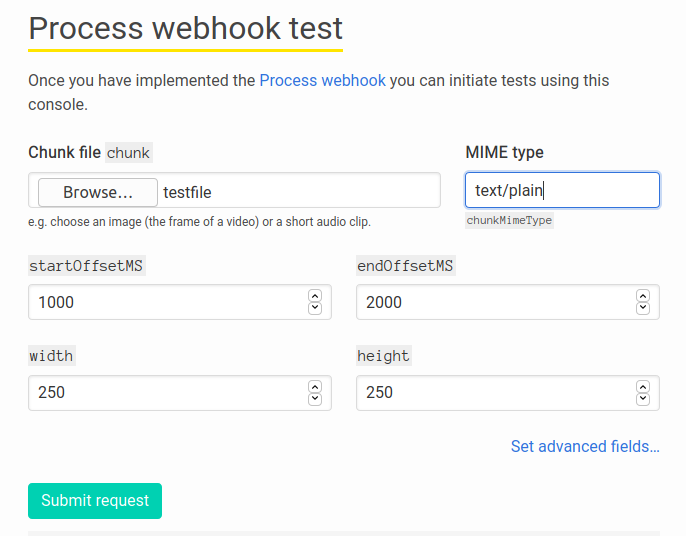 Process webhook test
Once you have implemented the Process webhook you can initiate tests using this
console.
Chunk file chunk
MIME type
Browse... testfile
text/plain
e.g. choose an image (the frame of a video) or a short audio clip.
chunkMimeType
startOffsetMS
endOffsetMS
1000
2000
width
height
250
250
Set advanced fields...
Submit request